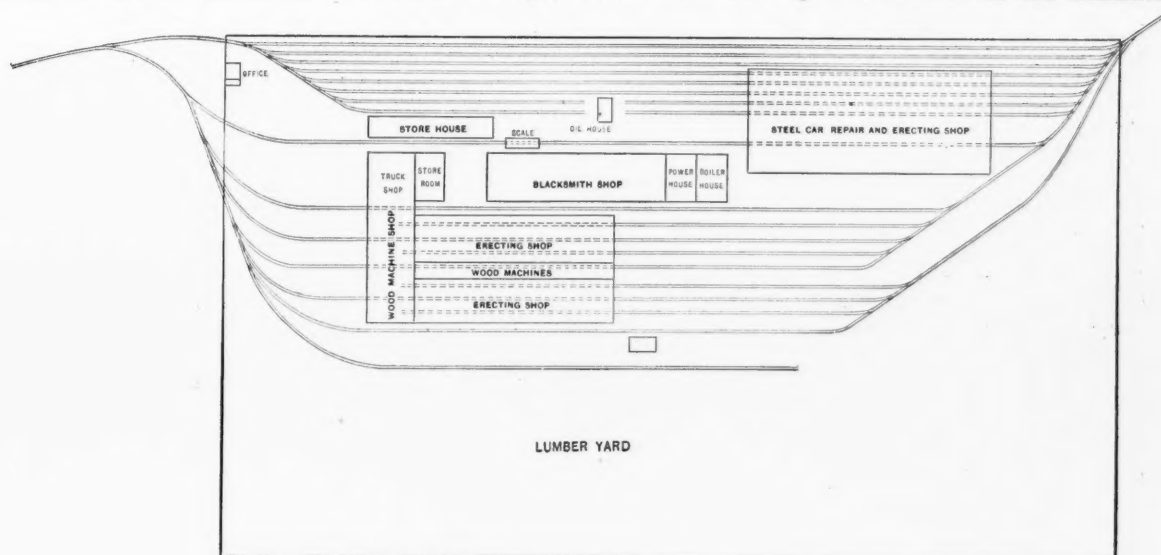 OFFICE
STORE HOUSE
SCALE
OIL HOUSE
STEEL CAR REPAIR AND ERECTING SHOP
TRUCK
SHOP
STORE
ROOM
BLACKSMITH SHOP
POWER
HOUSE
BOILER
HOUSE
WOOD MACHINE SHOP
ERECTING SHOP
WOOD MACHINES
ERECTING SHOP
LUMBER YARD